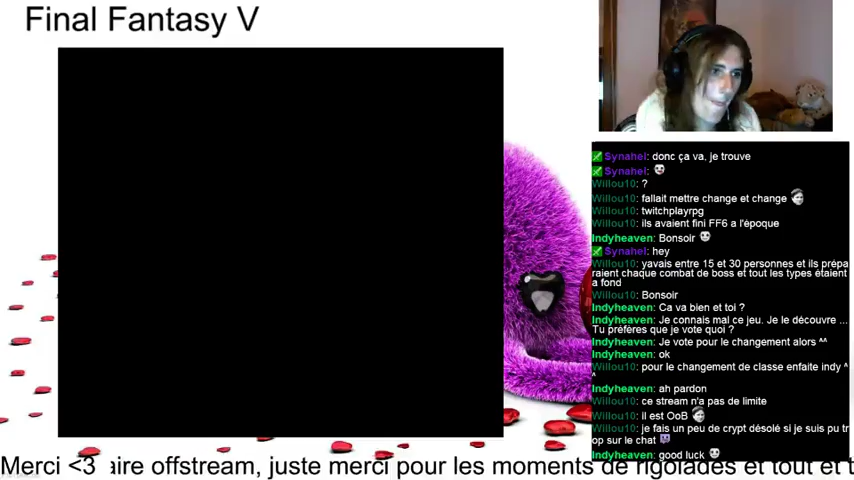 Final Fantasy V
Synahel: donc ça va, je trouve
Synahel:
Willou10: ?
Willou10: fallait mettre change et change
Willou10: twitchplayrpg
Willou10: ils avaient fini FF6 a l'époque
Indyheaven: Bonsoir
Synahel: hey
Willou10: yavais entre 15 et 30 personnes et ils prépa
raient chaque combat de boss et tout les types étaient
a fond
Willou10: Bonsoir
Indyheaven: Ca va bien et toi ?
Indyheaven: Je connais mal ce jeu. Je le découvre ...
Tu préfères que je vote quoi ?
Indyheaven: Je vote pour le changement alors ^^
Indyheaven: ok
Willou10: pour le changement de classe enfaite indy ^
^
Indyheaven: ah pardon
Willou10: ce stream n'a pas de limite
Willou10: il est OoB
Willou10: je fais un peu de crypt désolé si je suis pu tr
op sur le chat
Indyheaven: good luck
Merci <3 aire offstream, juste merci pour les moments de rigolades et tout et t